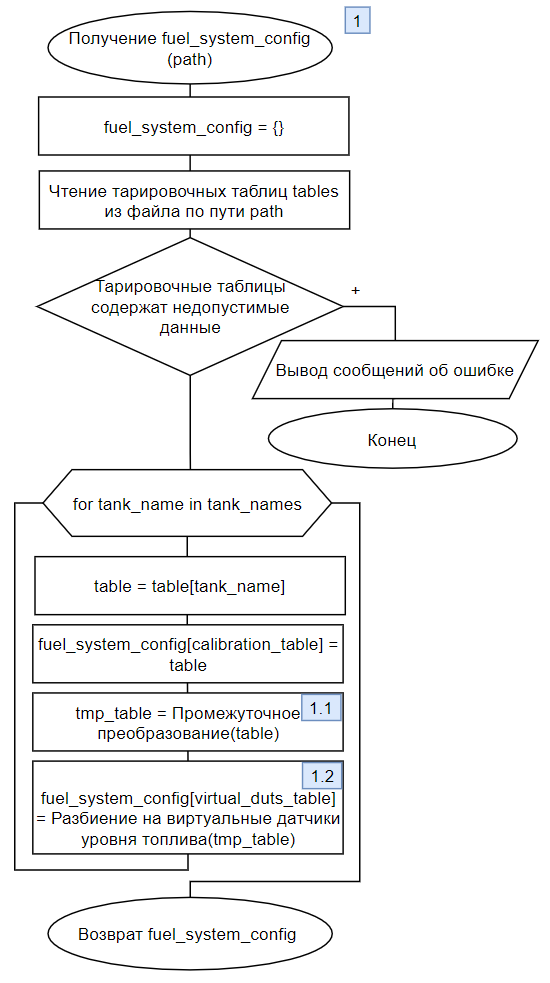 Получение fuel_system_config
(path)
1
fuel_system_config = {}
Чтение тарировочных таблиц tables
из файла по пути path
Тарировочные таблицы
содержат недопустимые
данные
+
Вывод сообщений об ошибке
Конец
for tank_name in tank_names
table = table[tank_name]
fuel_system_config[calibration_table] =
table
1.1
tmp_table = Промежуточное
преобразование(table)
1.2
fuel_system_config[virtual_duts_table]
= Разбиение на виртуальные датчики
уровня топлива(tmp_table)
Возврат fuel_system_config